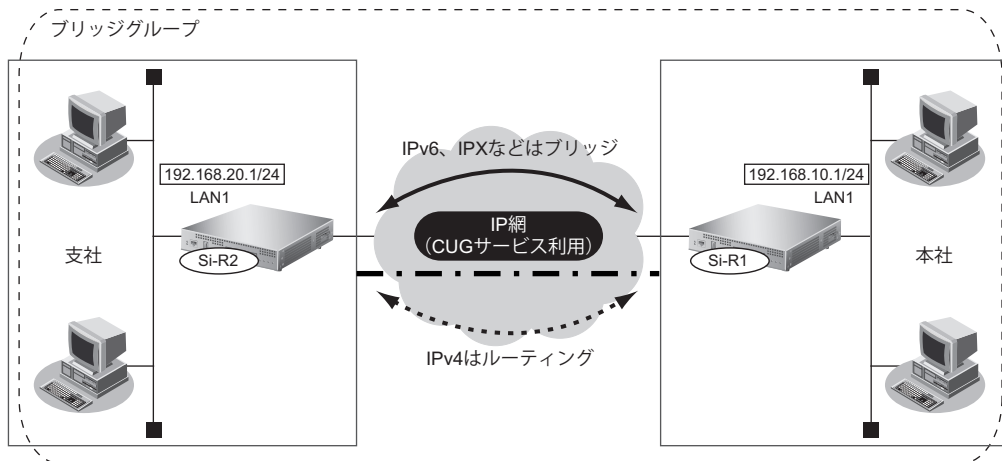 ブリッジグループ
IPv6、IPXなどはブリッジ
192.168.20.1/24
LAN1
192.168.10.1/24
LAN1
IP網
（CUGサービス利用）
支社
Si-R2
Si-R1
本社
IPv4はルーティング